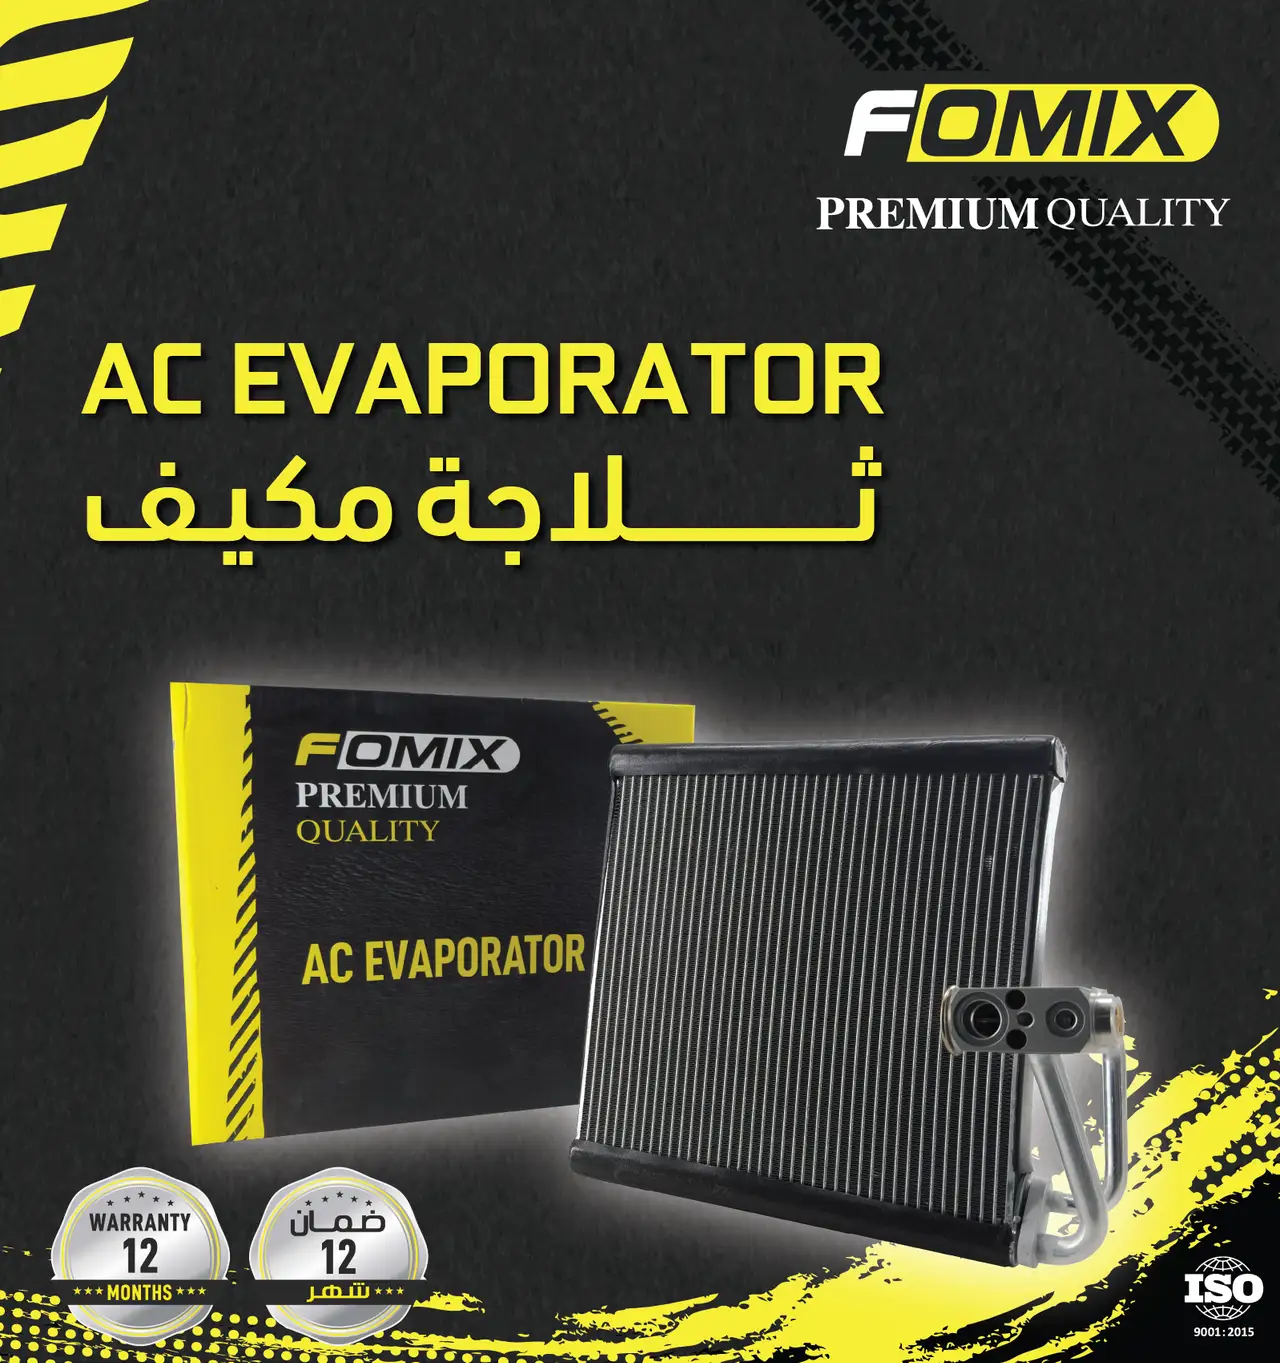 FOMIX
PREMIUM QUALITY
AC EVAPORATOR
ثلاجة مكيف
FOMIX
PREMIUM
QUALITY
AC EVAPORATOR
WARRANTY
12
MONTHS
ضمان
12
شهر
ISO
9001:2015